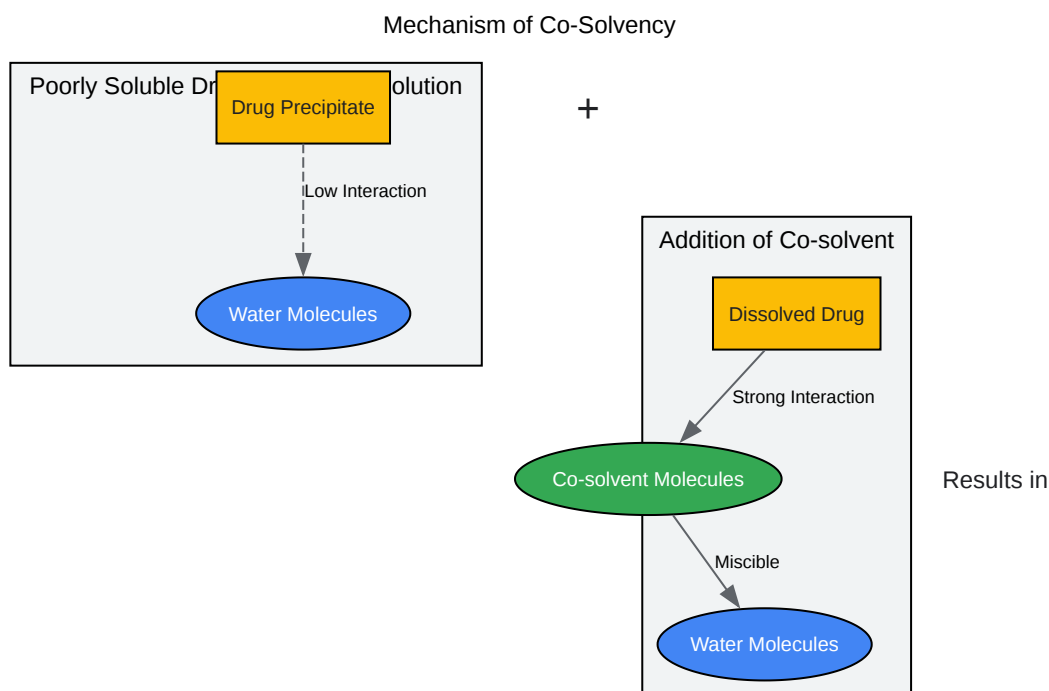 Mechanism of Co-Solvency
Poorly Soluble Dr olution
Drug Precipitate
+
Low Interaction
Water Molecules
Addition of Co-solvent
Dissolved Drug
Strong Interaction
Co-solvent Molecules
Results in
Miscible
Water Molecules